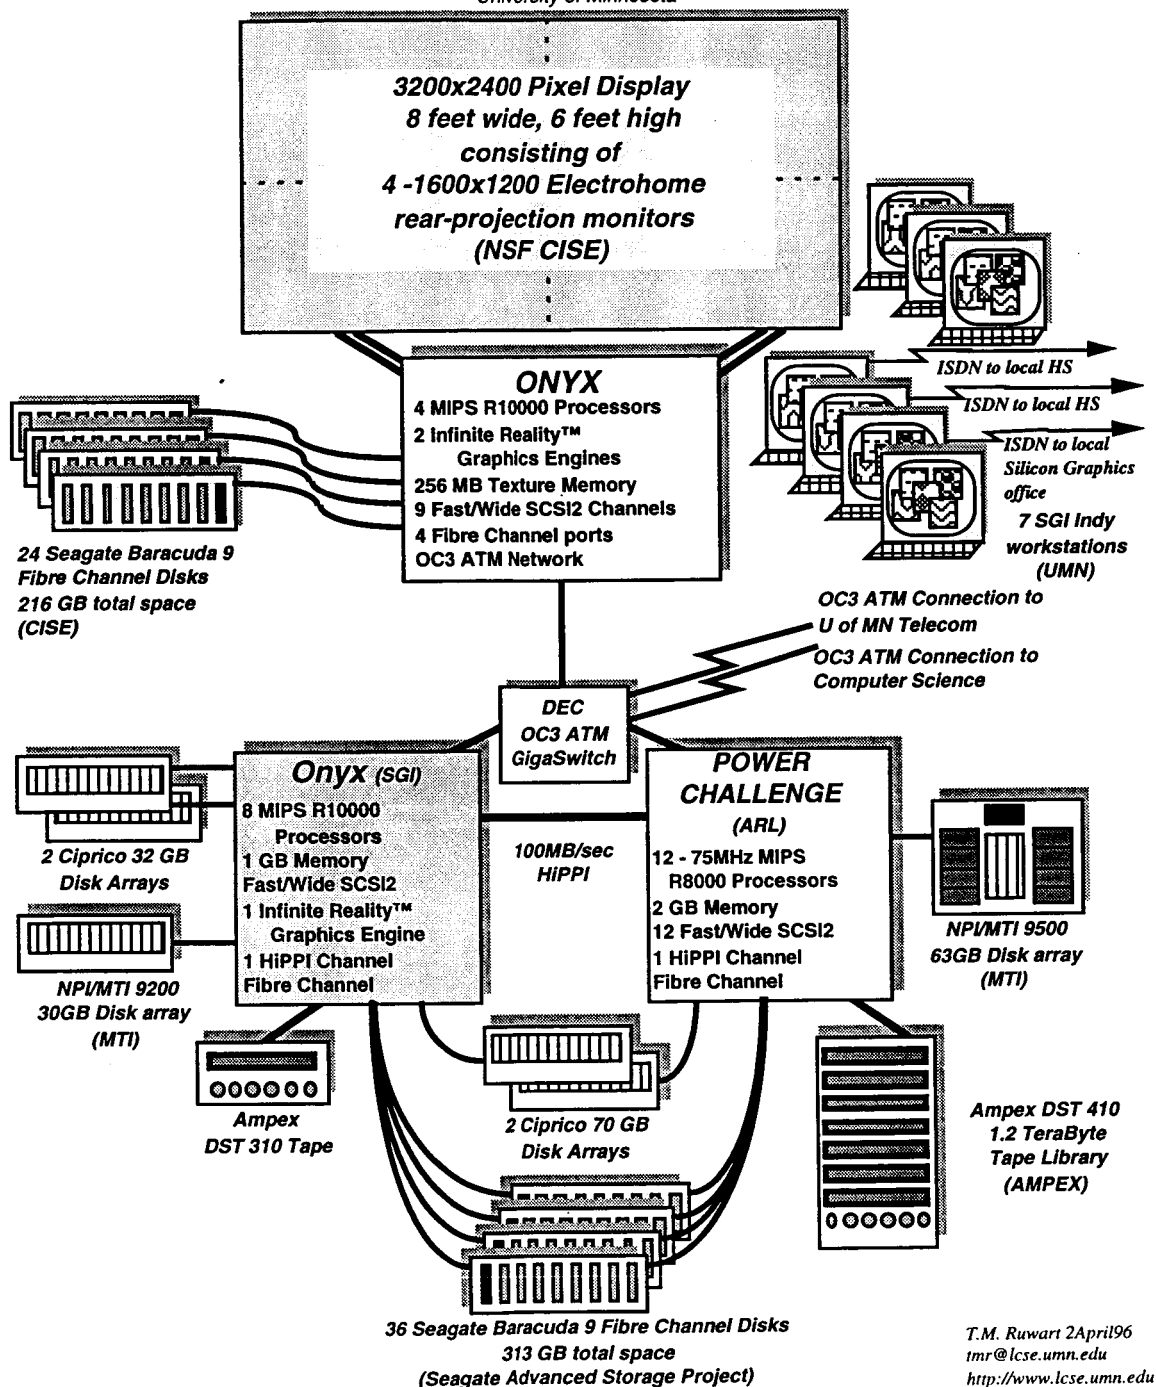 University of Minnesota
3200x2400 Pixel Display
8 feet wide, 6 feet high
consisting of
4 -1600x1200 Electrohome
rear-projection monitors
(NSF CISE)
ONYX
4 MIPS R10000 Processors
2 Infinite Reality™
Graphics Engines
256 MB Texture Memory
9 Fast/Wide SCSI2 Channels
4 Fibre Channel ports
OC3 ATM Network
ISDN to local HS
ISDN to local HS
ISDN to local
Silicon Graphics
office
7 SGI Indy
workstations
(UMN)
24 Seagate Baracuda 9
Fibre Channel Disks
216 GB total space
(CISE)
OC3 ATM Connection to
U of MN Telecom
OC3 ATM Connection to
Computer Science
DEC
OC3 ATM
GigaSwitch
Onyx (SGI)
8 MIPS R10000
Processors
1 GB Memory
Fast/Wide SCSI2
1 Infinite Reality™
Graphics Engine
1 HiPPI Channel
Fibre Channel
100MB/sec
HiPPI
POWER
CHALLENGE
(ARL)
12 - 75MHz MIPS
R8000 Processors
2 GB Memory
12 Fast/Wide SCSI2
1 HiPPI Channel
Fibre Channel
2 Ciprico 32 GB
Disk Arrays
NPI/MTI 9200
30GB Disk array
(MTI)
NPI/MTI 9500
63GB Disk array
(MTI)
Ampex
DST 310 Tape
2 Ciprico 70 GB
Disk Arrays
Ampex DST 410
1.2 TeraByte
Tape Library
(AMPEX)
36 Seagate Baracuda 9 Fibre Channel Disks
313 GB total space
(Seagate Advanced Storage Project)
T.M. Ruwart 2April96
tmr@lcse.umn.edu
http://www.lcse.umn.edu